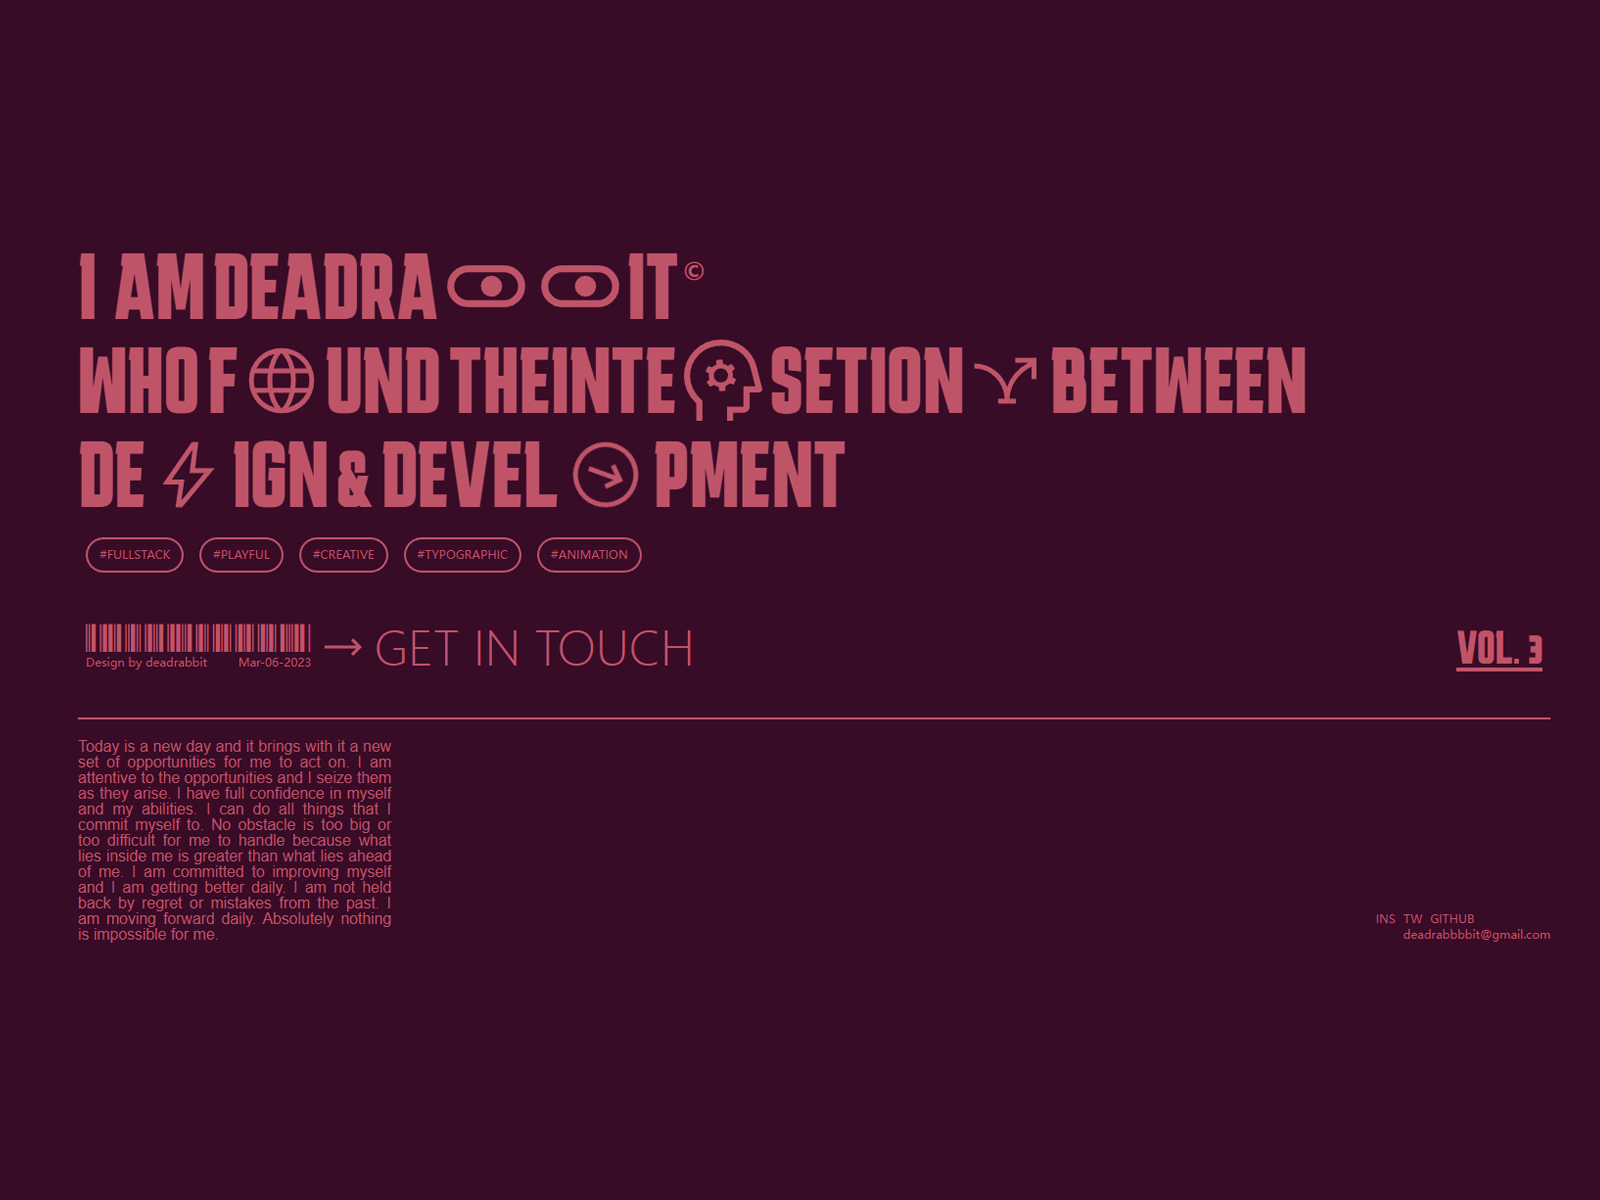 I AM DEADRA IT©
WHO F UND THEINTE SETION BETWEEN
DE IGN & DEVEL PMENT
#FULLSTACK #PLAYFUL #CREATIVE #TYPOGRAPHIC #ANIMATION
Design by deadrabbit Mar-06-2023
→ GET IN TOUCH
VOL. 3
Today is a new day and it brings with it a new
set of opportunities for me to act on. I am
attentive to the opportunities and I seize them
as they arise. I have full confidence in myself
and my abilities. I can do all things that I
commit myself to. No obstacle is too big or
too difficult for me to handle because what
lies inside me is greater than what lies ahead
of me. I am committed to improving myself
and I am getting better daily. I am not held
back by regret or mistakes from the past. I
am moving forward daily. Absolutely nothing
is impossible for me.
INS TW GITHUB
deadrabbbbit@gmail.com